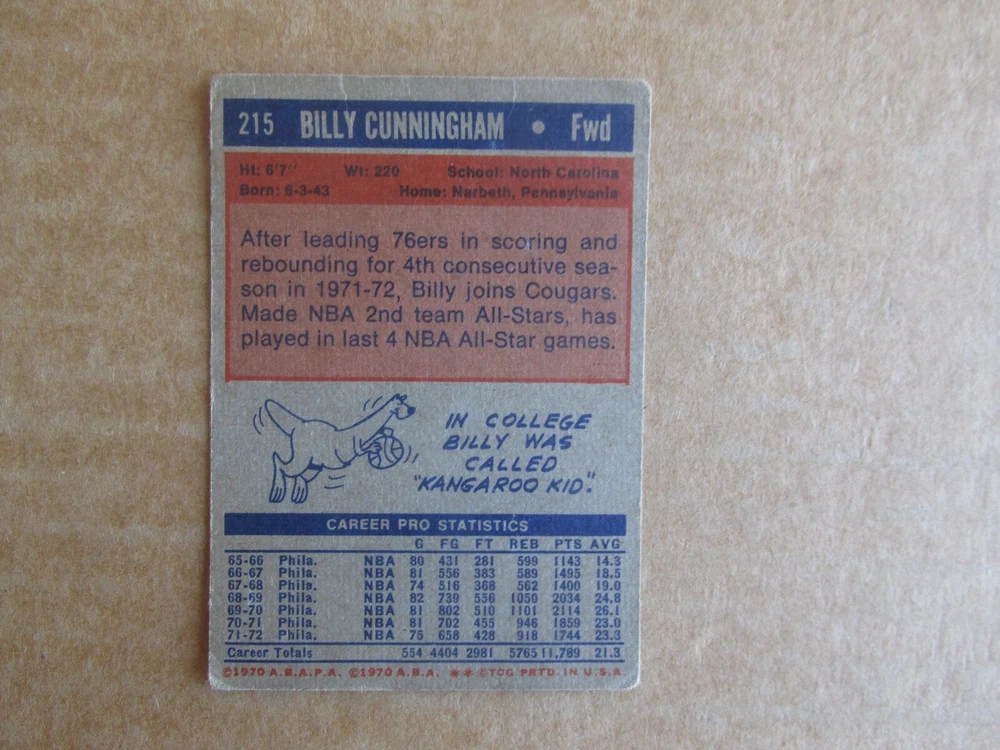 215 BILLY CUNNINGHAM • Fwd
Ht: 6'7" Wt: 220 School: North Carolina
Born: 6-3-43 Home: Narbeth, Pennsylvania
After leading 76ers in scoring and
rebounding for 4th consecutive sea-
son in 1971-72, Billy joins Cougars.
Made NBA 2nd team All-Stars, has
played in last 4 NBA All-Star games.
IN COLLEGE
BILLY WAS
CALLED
"KANGAROO KID".
CAREER PRO STATISTICS
G FG FT REB PTS AVG
65-66 Phila. NBA 80 431 281 599 1143 14.3
66-67 Phila. NBA 81 556 383 589 1495 18.5
67-68 Phila. NBA 74 516 368 562 1400 19.0
68-69 Phila. NBA 82 739 556 1050 2034 24.8
69-70 Phila. NBA 81 802 510 1101 2114 26.1
70-71 Phila. NBA 81 702 455 946 1859 23.0
71-72 Phila. NBA 75 658 428 918 1744 23.3
Career Totals 554 4404 2981 5765 11,789 21.3
©1970 A.B.A.P.A. ©1970 A.B.A. ** ©TCG PRTD. IN U.S.A.